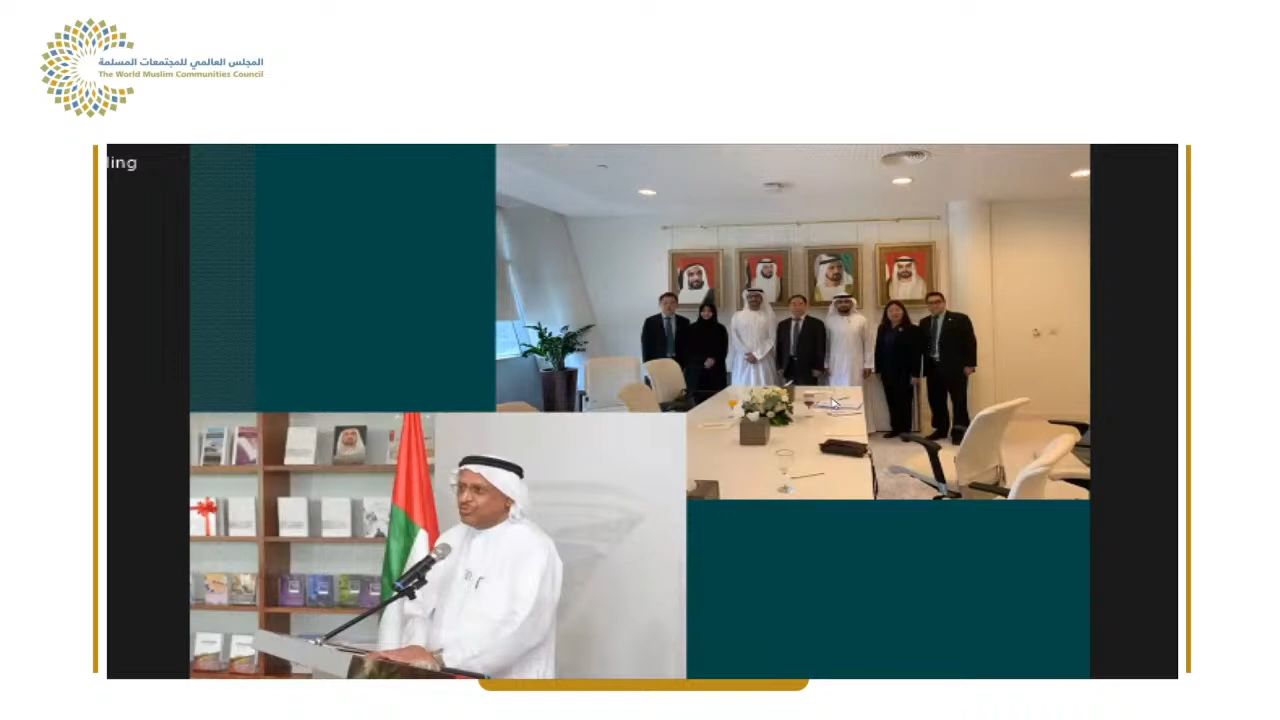 المجلس العالمي للمجتمعات المسلمة
The World Muslim Communities Council
ling